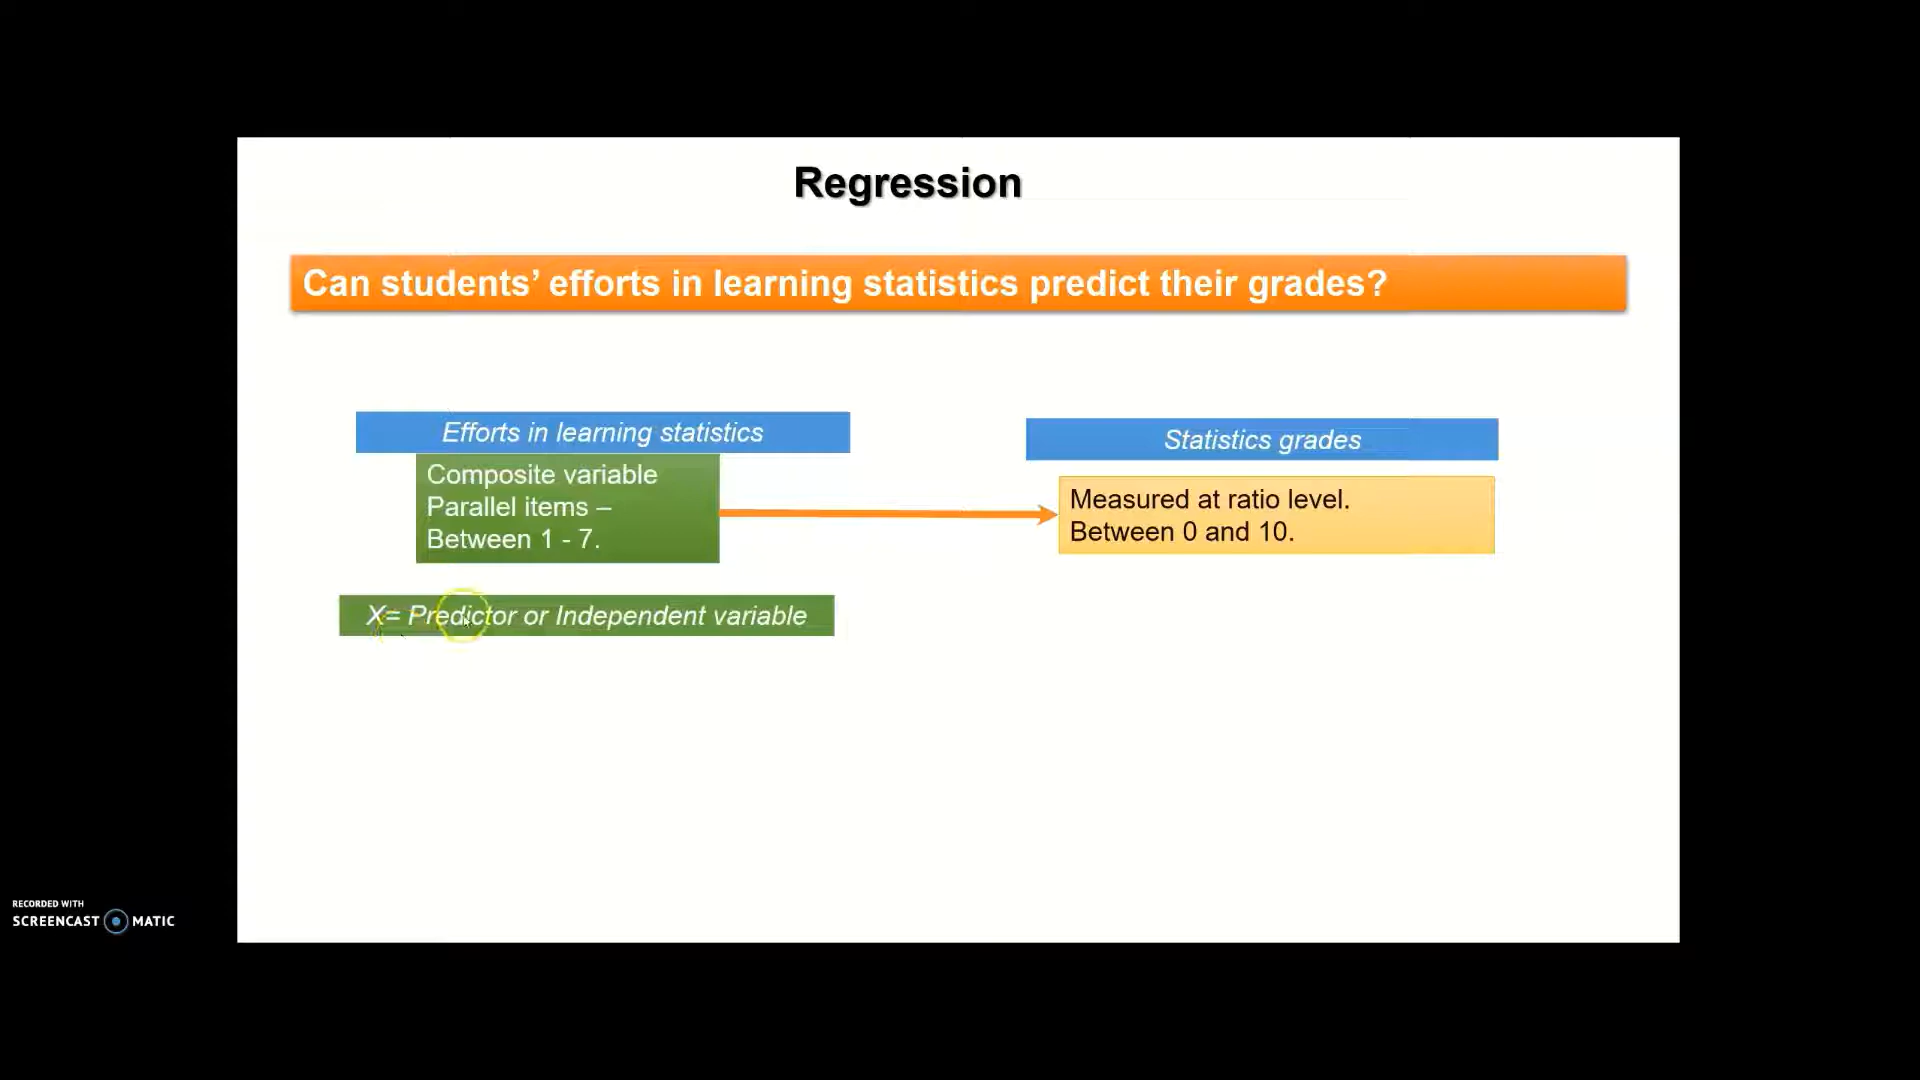 Regression
Can students’ efforts in learning statistics predict their grades?
Efforts in learning statistics
Composite variable
Parallel items –
Between 1 - 7.
Statistics grades
Measured at ratio level.
Between 0 and 10.
X= Predictor or Independent variable
RECORDED WITH
SCREENCAST MATIC